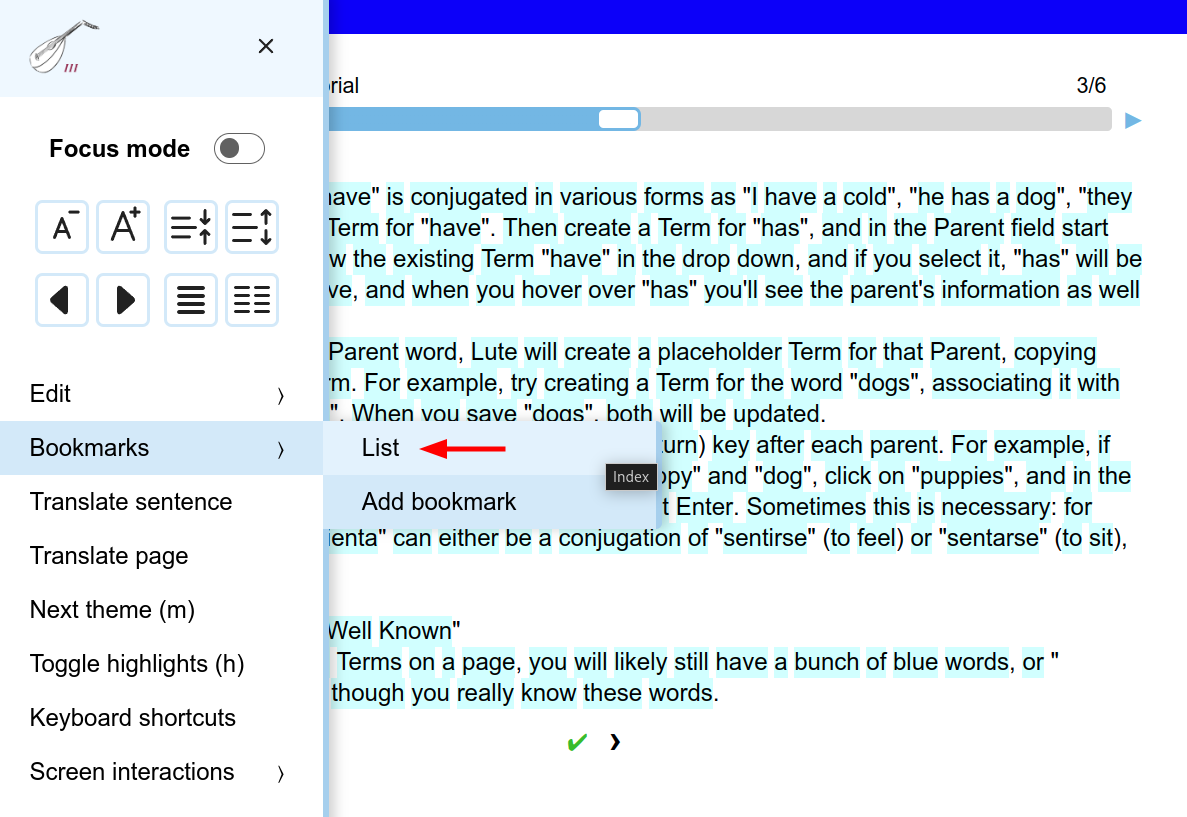 Focus mode
A- A+
Edit
Bookmarks
Translate sentence
Translate page
Next theme (m)
Toggle highlights (h)
Keyboard shortcuts
Screen interactions
List
Add bookmark
Index
3/6
" is conjugated in various forms as "I have a cold", "he has a dog", "they
Term for "have". Then create a Term for "has", and in the Parent field start
the existing Term "have" in the drop down, and if you select it, "has" will be
and when you hover over "has" you'll see the parent's information as well
Parent word, Lute will create a placeholder Term for that Parent, copying
For example, try creating a Term for the word "dogs", associating it with
". When you save "dogs", both will be updated.
key after each parent. For example, if
and "dog", click on "puppies", and in the
Enter. Sometimes this is necessary: for
can either be a conjugation of "sentirse" (to feel) or "sentarse" (to sit),
Well Known"
Terms on a page, you will likely still have a bunch of blue words, or "
though you really know these words.